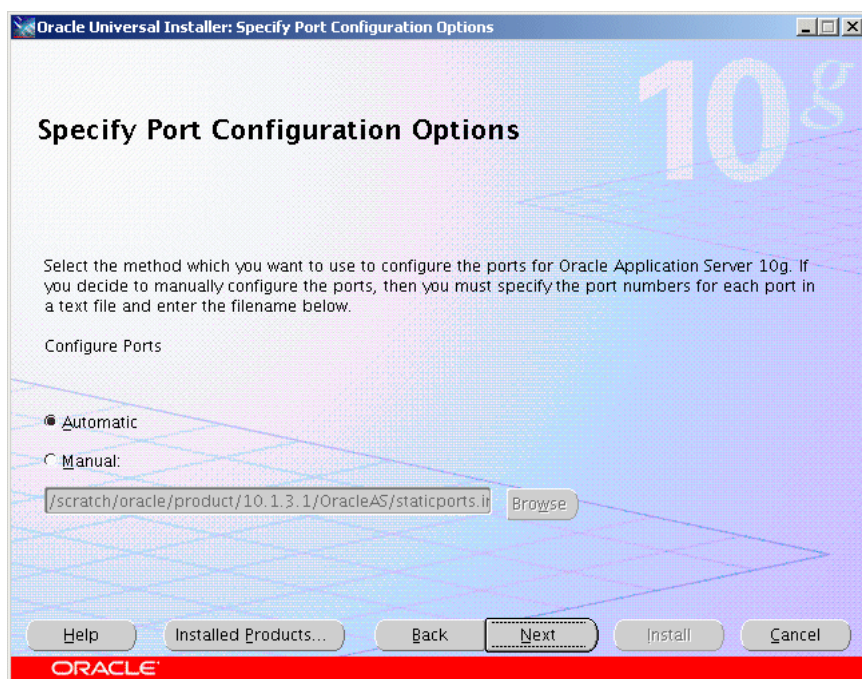 Oracle Universal Installer: Specify Port Configuration Options
10g
Specify Port Configuration Options
Select the method which you want to use to configure the ports for Oracle Application Server 10g. If
you decide to manually configure the ports, then you must specify the port numbers for each port in
a text file and enter the filename below.
Configure Ports
Automatic
Manual:
/scratch/oracle/product/10.1.3.1/OracleAS/staticports.in
Browse
Help
Installed Products...
Back
Next
Install
Cancel
ORACLE